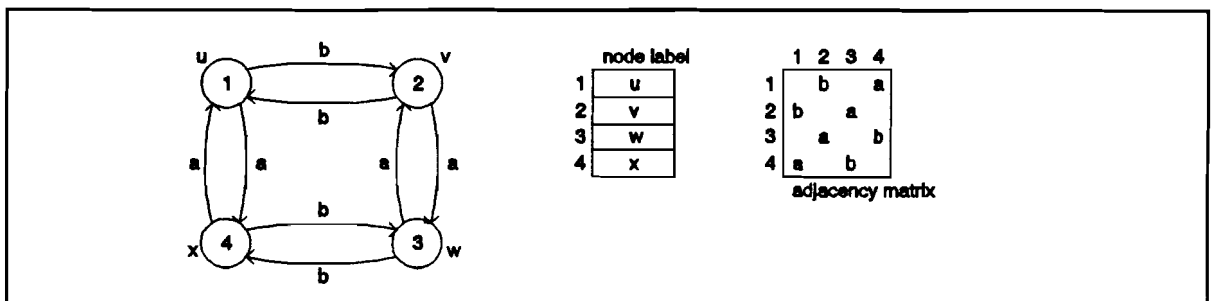 u b v
1 2
b
a a a a
b
x 4 3 w
b
node label
1 u
2 v
3 w
4 x
1 2 3 4
1 b a
2 b a
3 a b
4 a b
adjacency matrix